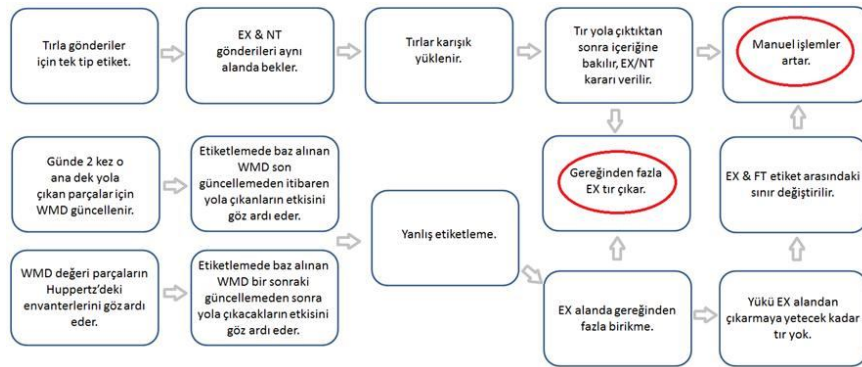 Tırla gönderiler
için tek tip etiket.
EX & NT
gönderileri aynı
alanda bekler.
Tırlar karışık
yüklenir.
Tır yola çıktıktan
sonra içeriğine
bakılır, EX/NT
kararı verilir.
Manuel işlemler
artar.
Günde 2 kez o
ana dek yola
çıkan parçalar için
WMD güncellenir.
Etiketlemede baz alınan
WMD son
güncellemeden itibaren
yola çıkanların etkisini
göz ardı eder.
Gereğinden fazla
EX tır çıkar.
EX & FT etiket arasındaki
sınır değiştirilir.
Yanlış etiketleme.
WMD değeri parçaların
Huppertz'deki
envanterlerini göz ardı
eder.
Etiketlemede baz alınan
WMD bir sonraki
güncellemeden sonra
yola çıkacakların etkisini
göz ardı eder.
EX alanda gereğinden
fazla birikme.
Yükü EX alandan
çıkarmaya yetecek kadar
tır yok.